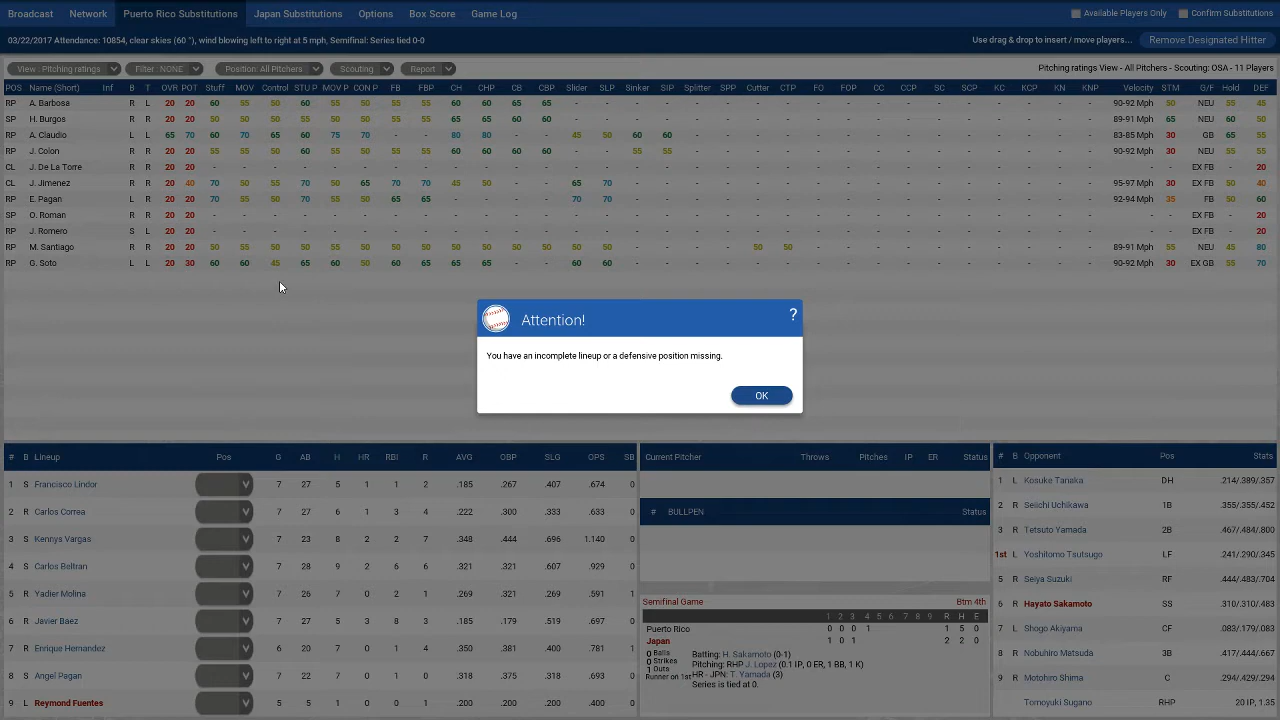 Broadcast Network Puerto Rico Substitutions Japan Substitutions Options Box Score Game Log Available Players Only Confirm Substitutions
03/22/2017 Attendance: 10854, clear skies (60 °), wind blowing left to right at 5 mph, Semifinal: Series tied 0-0 Use drag & drop to insert / move players... Remove Designated Hitter
View : Pitching ratings Filter : NONE Position: All Pitchers Scouting Report Pitching ratings View - All Pitchers - Scouting: OSA - 11 Players
POS Name (Short) Inf B T OVR POT Stuff MOV Control STU P MOV P CON P FB FBP CH CHP CB CBP Slider SLP Sinker SIP Splitter SPP Cutter CTP FO FOP CC CCP SC SCP KC KCP KN KNP Velocity STM G/F Hold DEF
RP A. Barbosa R L 20 20 60 55 50 60 55 50 55 55 60 60 65 65 - - - - - - - - - - - - - - - - - - 90-92 Mph 50 NEU 55 45
SP H. Burgos R R 20 20 55 50 50 55 50 50 50 50 65 65 60 60 - - - - - - - - - - - - - - - - - - 89-91 Mph 65 NEU 60 50
RP A. Claudio L L 65 70 60 70 65 60 75 70 - - 80 80 - - 45 50 60 60 - - - - - - - - - - - - - - 83-85 Mph 30 GB 65 55
RP J. Colon R R 20 20 55 55 50 55 55 50 55 55 60 60 60 60 - - 55 55 - - - - - - - - - - - - - - 90-92 Mph 50 NEU 55 55
CL J. De La Torre R R 20 20 - - - - - - - - - - - - - - - - - - - - - - - - - - - - - - EX FB 20
CL J. Jimenez R R 20 40 70 50 55 70 50 65 70 70 45 50 - - 65 70 - - - - - - - - - - - - - - - - 95-97 Mph 30 EX FB 50 40
RP E. Pagan L R 20 20 70 55 50 70 55 50 65 65 - - - - 70 70 - - - - - - - - - - - - - - - - 92-94 Mph 35 FB 50 60
SP O. Roman R R 20 20 - - - - - - - - - - - - - - - - - - - - - - - - - - - - - - EX FB 20
RP J. Romero S L 20 20 - - - - - - - - - - - - - - - - - - - - - - - - - - - - - - EX FB 20
RP M. Santiago R R 20 20 50 55 50 50 55 50 50 50 50 50 50 50 50 50 - - - - 50 50 - - - - - - - - - - 89-91 Mph 55 NEU 45 80
RP G. Soto L L 20 30 60 60 45 65 60 50 65 65 65 65 - - 60 60 - - - - - - - - - - - - - - - - 90-92 Mph 30 EX GB 55 70
Attention! ?
You have an incomplete lineup or a defensive position missing.
OK
# B Lineup Pos G AB H HR RBI R AVG OBP SLG OPS SB
1 S Francisco Lindor 7 27 5 1 1 2 .185 .267 .407 .674 0
2 R Carlos Correa 7 27 6 1 3 4 .222 .300 .333 .633 0
3 S Kennys Vargas 7 23 8 1 2 7 .348 .444 .696 1.140 0
4 S Carlos Beltran 7 28 9 2 6 6 .321 .321 .607 .929 0
5 R Yadier Molina 7 26 7 0 2 1 .269 .321 .269 .591 1
6 R Javier Baez 7 27 5 3 8 3 .185 .179 .519 .697 0
7 R Enrique Hernandez 6 20 7 0 1 4 .350 .381 .400 .781 1
8 S Angel Pagan 7 22 7 0 1 0 .318 .375 .318 .693 0
9 L Reymond Fuentes 5 5 1 0 0 1 .200 .200 .200 .400 0
Current Pitcher Throws Pitches IP ER Status
# BULLPEN Status
Semifinal Game Btm 4th
1 2 3 4 5 6 7 8 9 R H E
Puerto Rico 0 0 0 1 1 5 0
Japan 1 0 1 2 2 0
0 Balls
0 Strikes
1 Outs
Runner on 1st
Batting: H. Sakamoto (0-1)
Pitching: RHP J. Lopez (0.1 IP, 0 ER, 1 BB, 1 K)
HR - JPN: T. Yamada (3)
Series is tied at 0.
# B Opponent Pos Stats
1 L Kosuke Tanaka DH .214/.389/.357
2 R Seiichi Uchikawa 1B .355/.355/.452
3 R Tetsuto Yamada 2B .467/.484/.800
1st L Yoshitomo Tsutsugo LF .241/.290/.345
5 R Seiya Suzuki RF .444/.483/.704
6 R Hayato Sakamoto SS .310/.310/.483
7 L Shogo Akiyama CF .083/.179/.083
8 R Nobuhiro Matsuda 3B .417/.444/.667
9 R Motohiro Shima C .294/.429/.294
Tomoyuki Sugano RHP 20 IP, 1.35